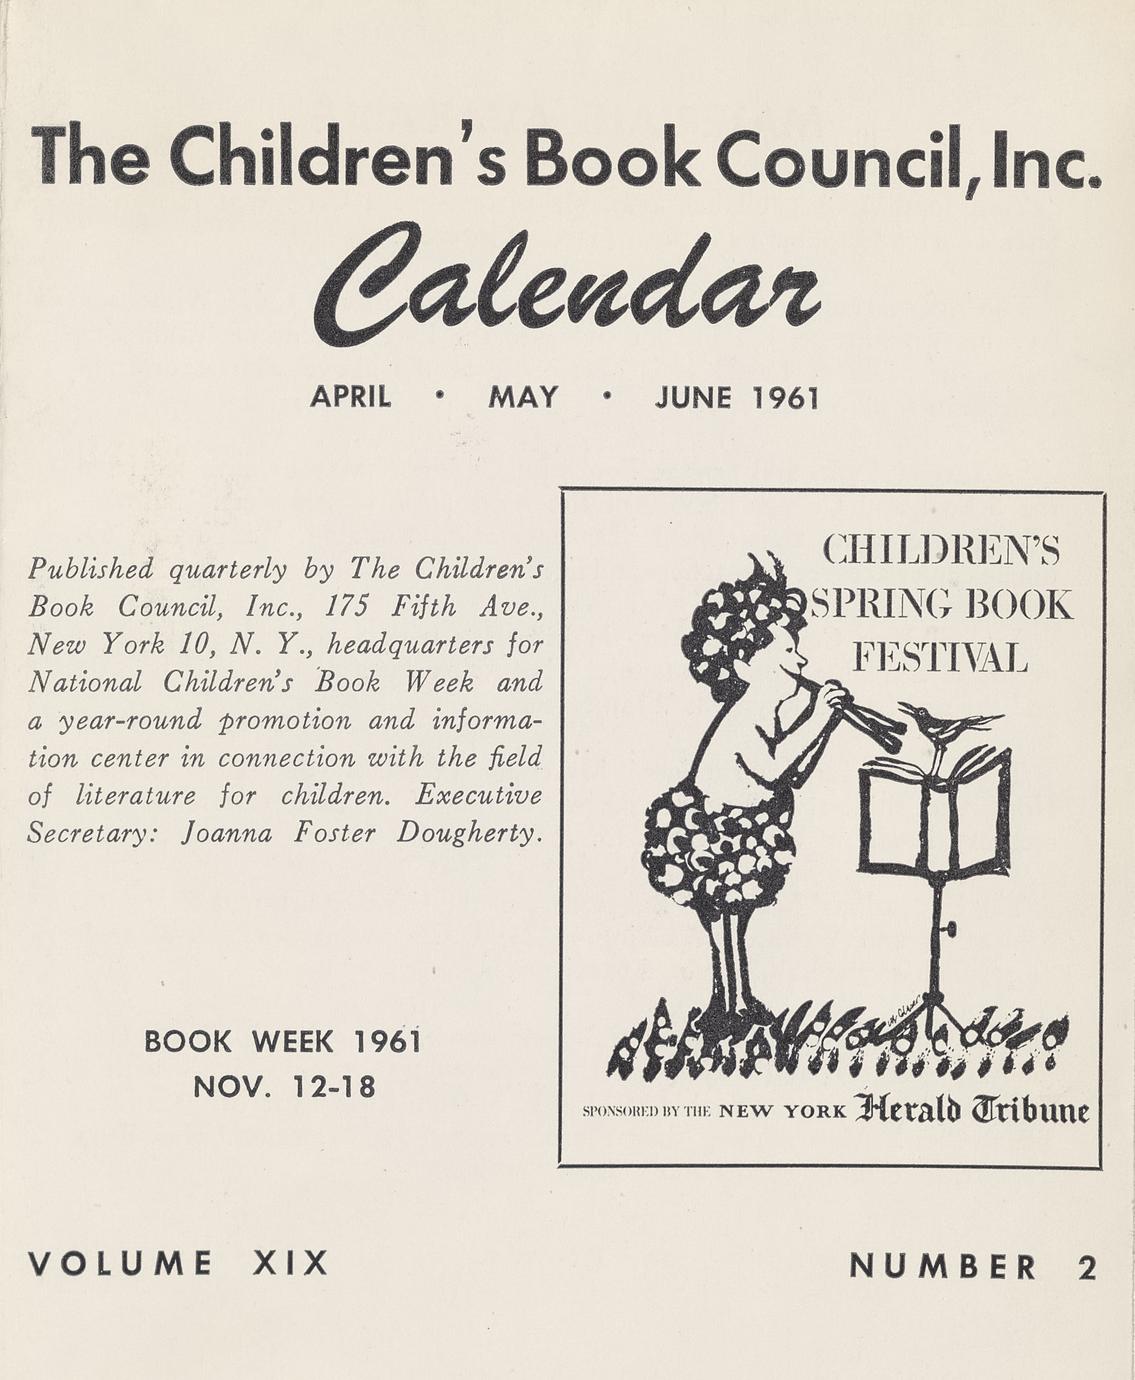 The Children's Book Council, Inc.
Calendar
APRIL • MAY • JUNE 1961
Published quarterly by The Children's
Book Council, Inc., 175 Fifth Ave.,
New York 10, N. Y., headquarters for
National Children's Book Week and
a year-round promotion and informa-
tion center in connection with the field
of literature for children. Executive
Secretary: Joanna Foster Dougherty.
BOOK WEEK 1961
NOV. 12-18
CHILDREN'S
SPRING BOOK
FESTIVAL
SPONSORED BY THE NEW YORK Herald Tribune
VOLUME XIX NUMBER 2